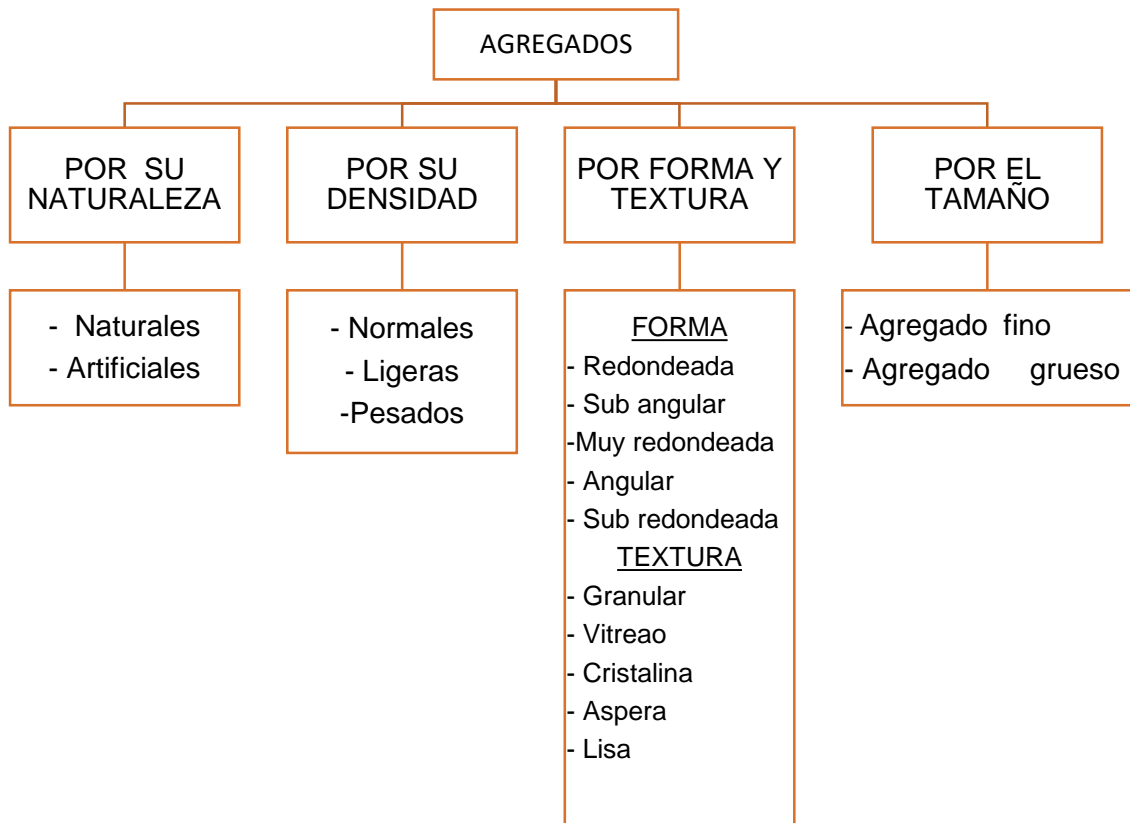 AGREGADOS
POR SU
NATURALEZA
- Naturales
- Artificiales
POR SU
DENSIDAD
- Normales
- Ligeras
-Pesados
POR FORMA Y
TEXTURA
FORMA
- Redondeada
- Sub angular
-Muy redondeada
- Angular
- Sub redondeada
TEXTURA
- Granular
- Vitreao
- Cristalina
- Aspera
- Lisa
POR EL
TAMAÑO
- Agregado fino
- Agregado grueso